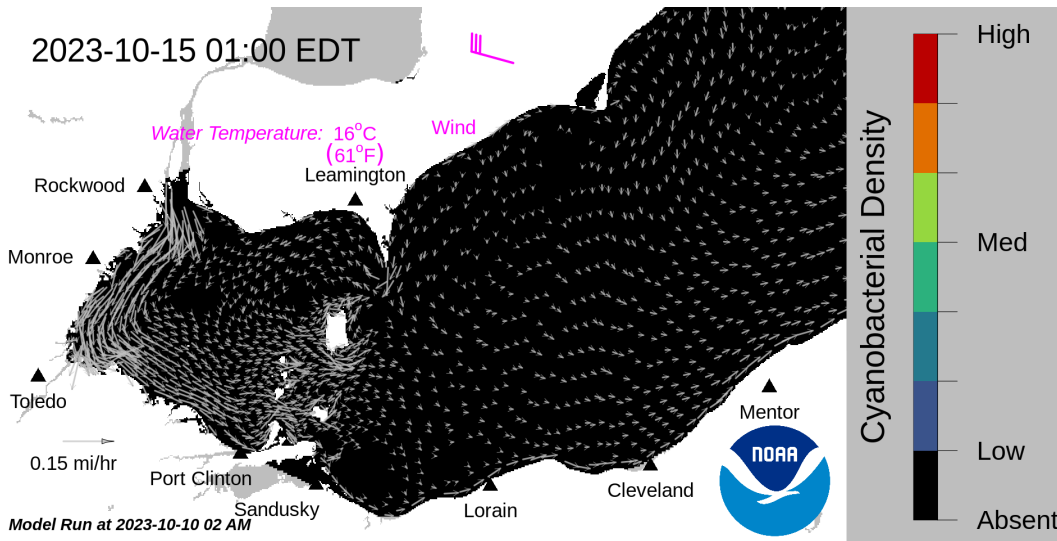 2023-10-15 01:00 EDT
Wind
Water Temperature: 16°C
(61°F)
Leamington
Rockwood
Monroe
Toledo
0.15 mi/hr
Port Clinton
Sandusky
Lorain
Cleveland
Mentor
NOAA
Model Run at 2023-10-10 02 AM
Cyanobacterial Density
High
Med
Low
Absent